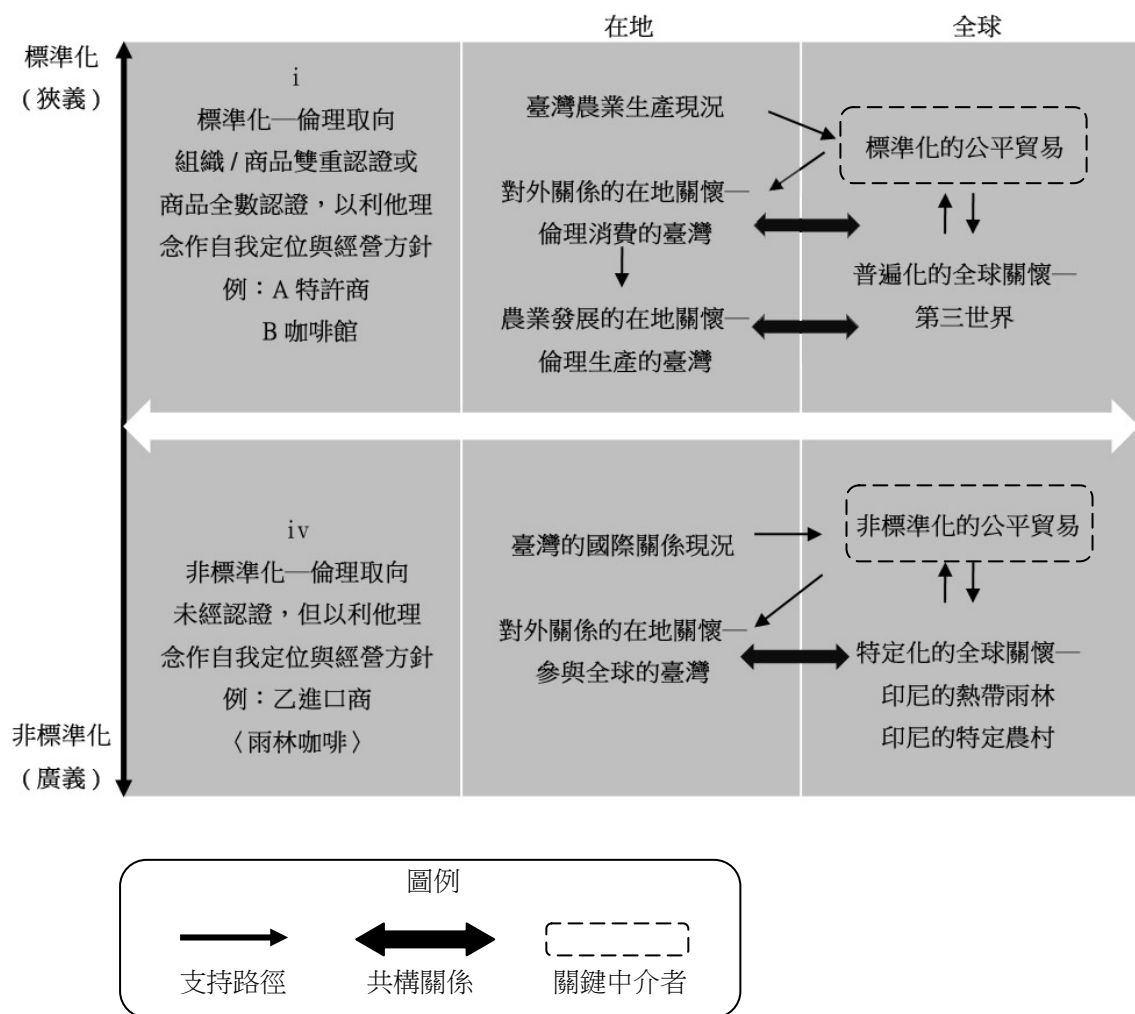 在地
全球
標準化
(狹義)
i
標準化─倫理取向
組織 / 商品雙重認證或
商品全數認證，以利他理
念作自我定位與經營方針
例：A 特許商
B 咖啡館
臺灣農業生產現況
對外關係的在地關懷─
倫理消費的臺灣
農業發展的在地關懷─
倫理生產的臺灣
標準化的公平貿易
普遍化的全球關懷─
第三世界
iv
非標準化─倫理取向
未經認證，但以利他理
念作自我定位與經營方針
例：乙進口商
〈雨林咖啡〉
非標準化
(廣義)
臺灣的國際關係現況
對外關係的在地關懷─
參與全球的臺灣
非標準化的公平貿易
特定化的全球關懷─
印尼的熱帶雨林
印尼的特定農村
圖例
支持路徑
共構關係
關鍵中介者